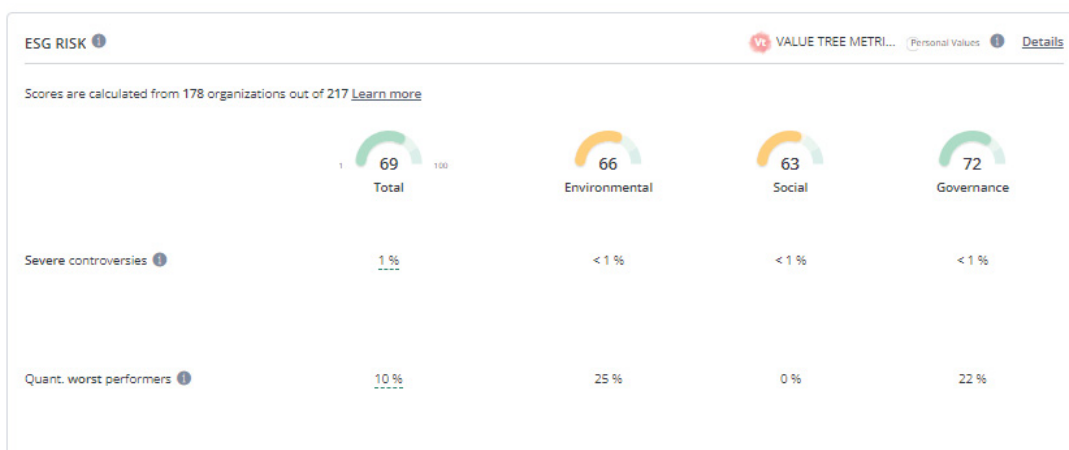 ESG RISK
VALUE TREE METRI... Personal Values Details
Scores are calculated from 178 organizations out of 217 Learn more
1 69 100 66 63 72
Total Environmental Social Governance
Severe controversies 1 % < 1 % < 1 % < 1 %
Quant. worst performers 10 % 25 % 0 % 22 %